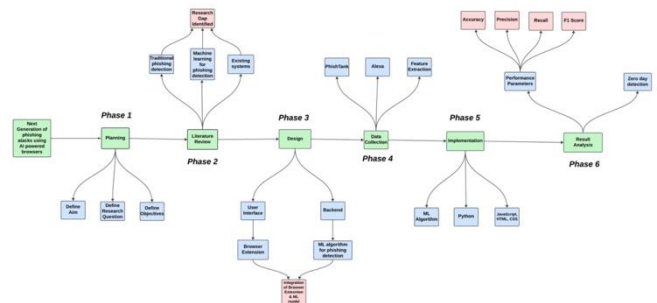 Research
Gap
identified
Accuracy
Precision
Recall
F1 Score
Traditional
phishing
detection
Machine
learning
for
phishing
detection
Existing
systems
PhishTank
Alexa
Feature
Extraction
Performance
Parameters
Zero day
detection
Phase 1
Phase 3
Phase 5
Next
Generation of
phishing
attacks using
AI powered
browsers
Planning
Literature
Review
Design
Data
Collection
Implementation
Result
Analysis
Phase 2
Phase 4
Phase 6
Define
Aim
Define
Research
Question
Define
Objectives
User
Interface
Backend
ML
Algorithm
Python
JavaScript,
HTML, CSS
Browser
Extension
ML algorithm
for phishing
detection
Integration
of Browser
Extension
& ML
model